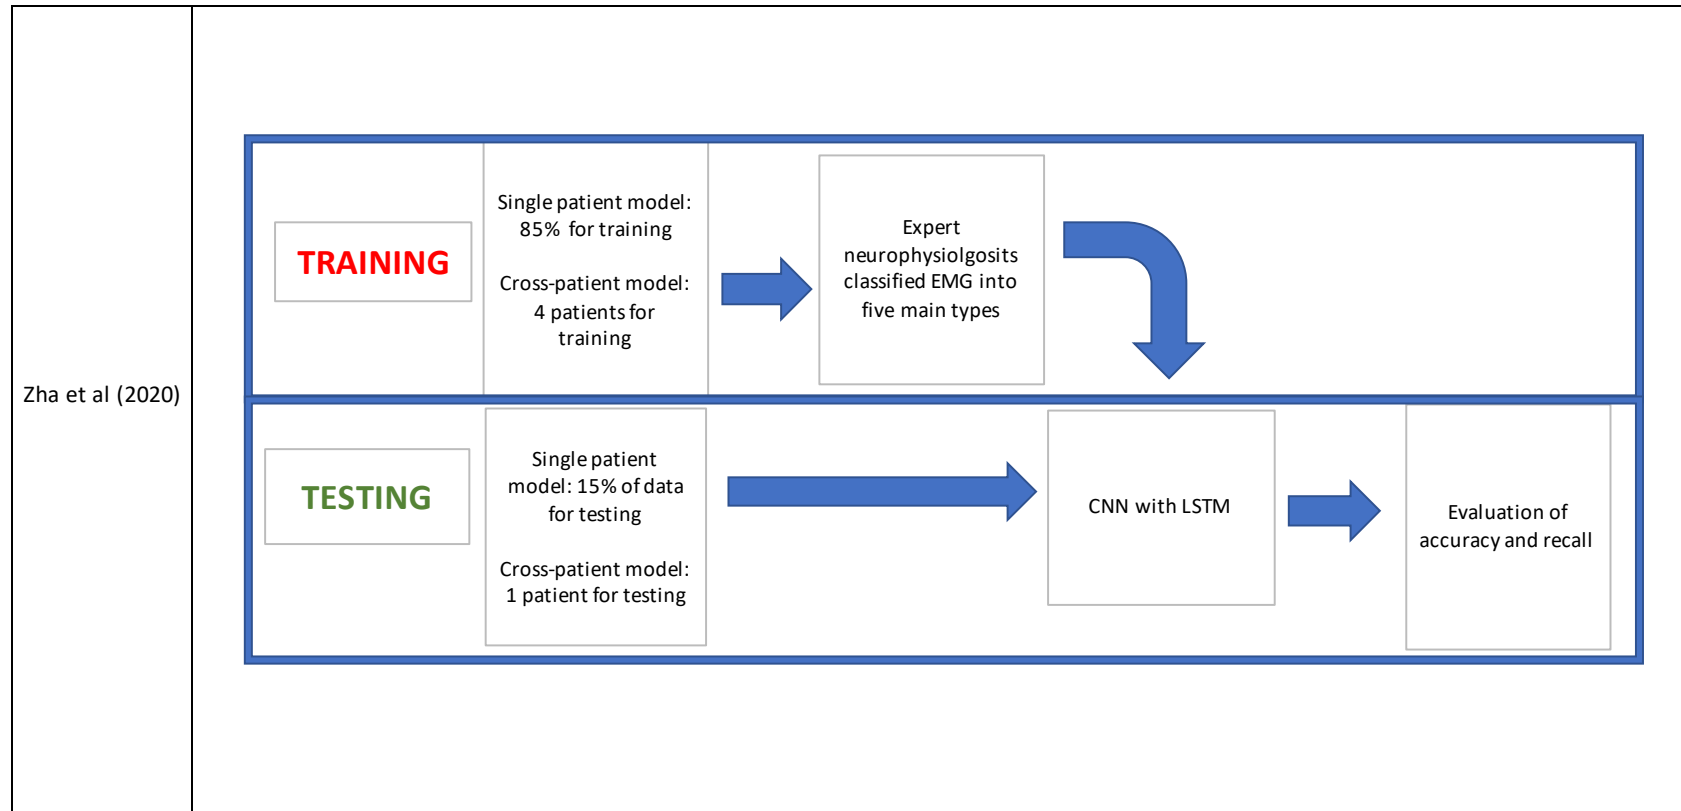 Zha et al (2020)
TRAINING
Single patient model:
85% for training
Cross-patient model:
4 patients for
training
Expert
neurophysiolgosits
classified EMG into
five main types
TESTING
Single patient
model: 15% of data
for testing
Cross-patient model:
1 patient for testing
CNN with LSTM
Evaluation of
accuracy and recall